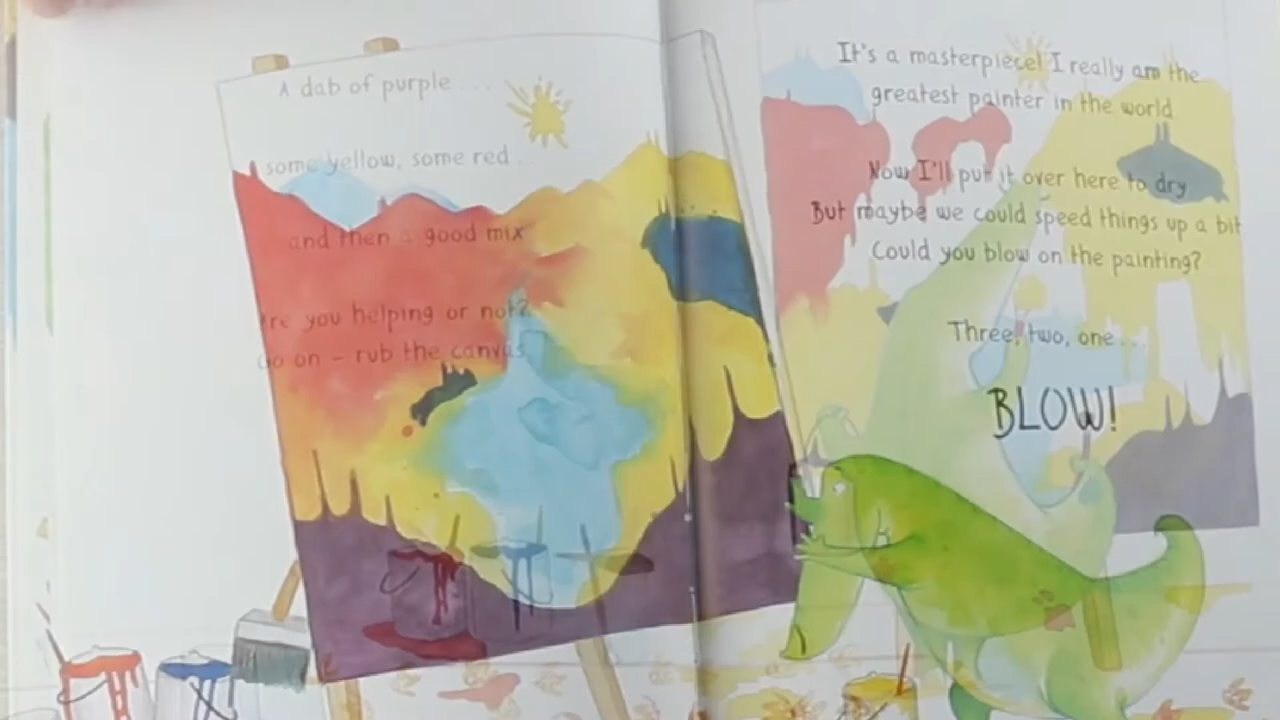 A dab of purple ...
some yellow, some red ..
and then a good mix
Are you helping or not?
Go on – rub the canvas
It's a masterpiece! I really am the
greatest painter in the world
Now I'll put it over here to dry
But maybe we could speed things up a bit
Could you blow on the painting?
Three, two, one ..
BLOW!